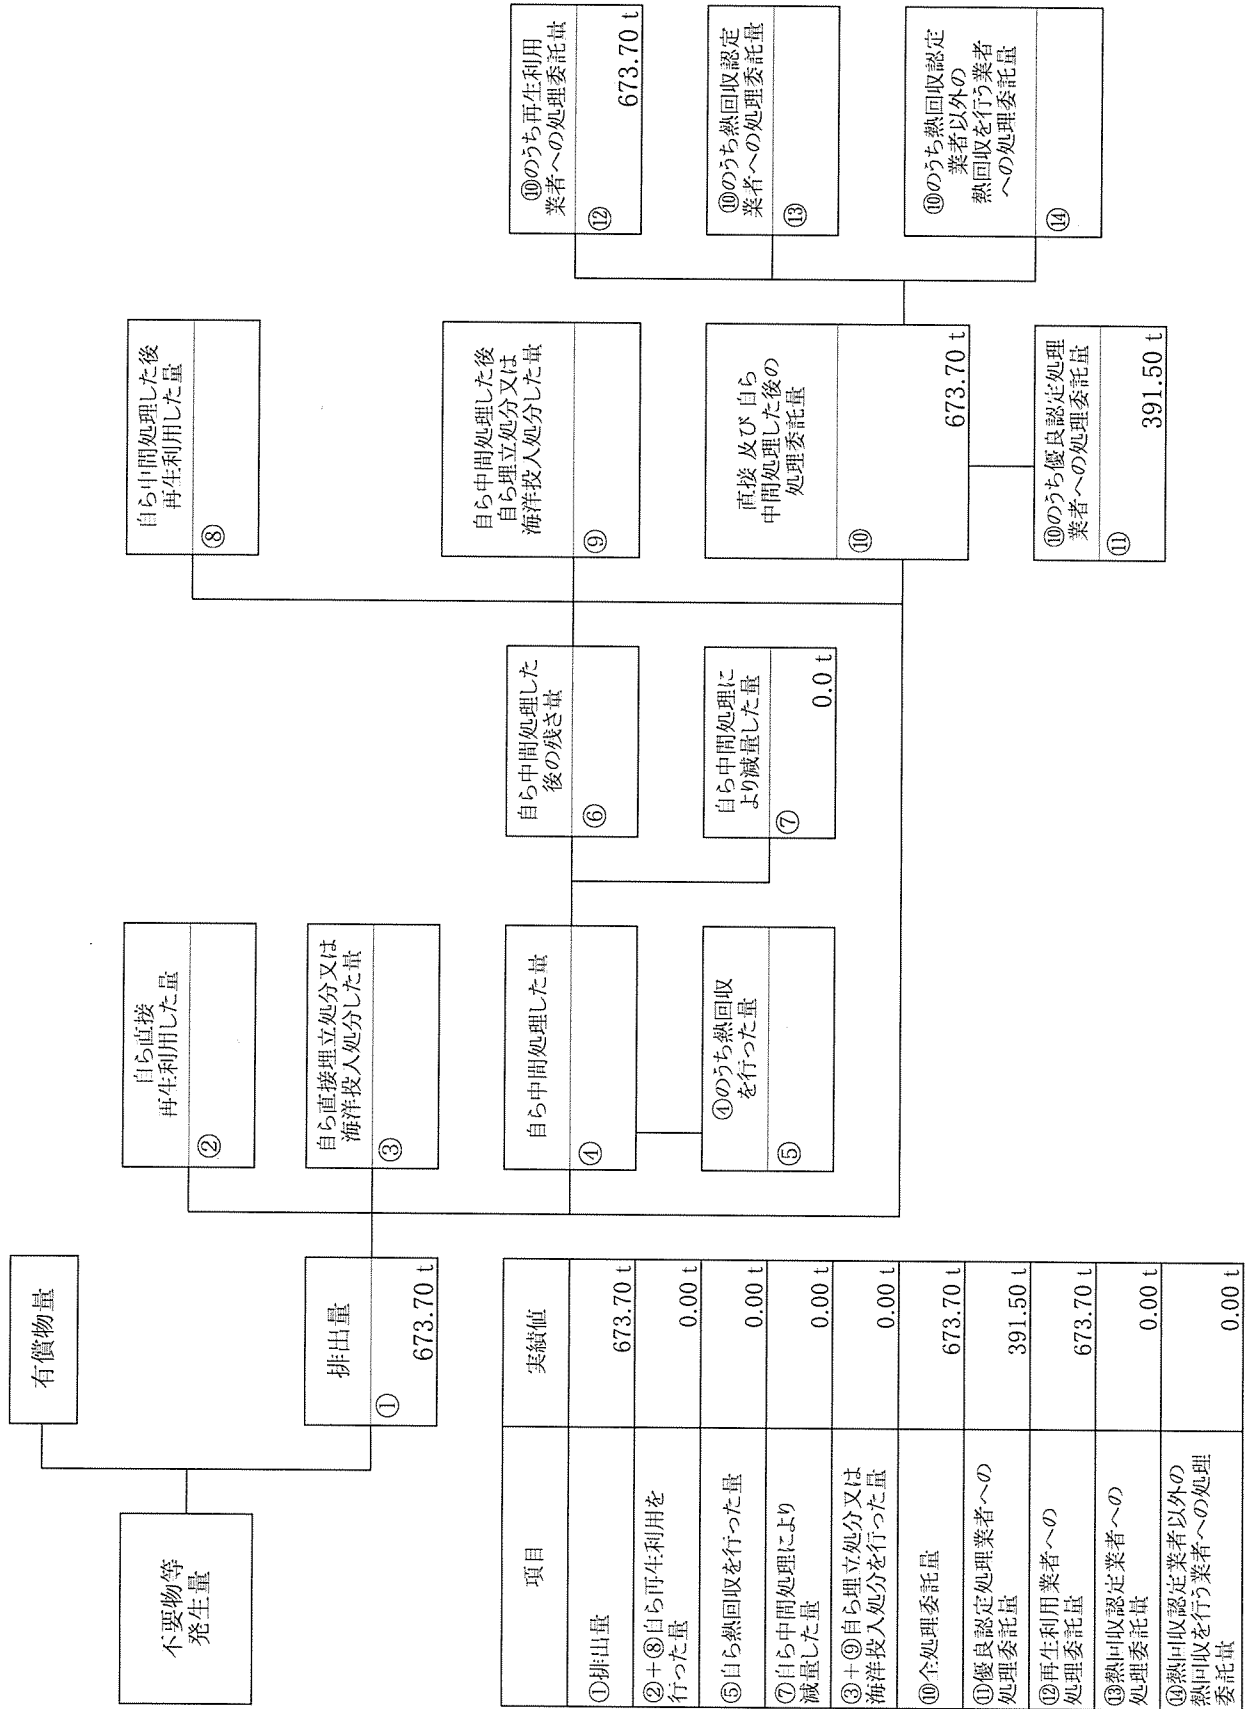 不要物等
発生量
有償物量
排出量
①
673.70 t
自ら直接
再生利用した量
②
自ら直接埋立処分又は
海洋投入処分した量
③
自ら中間処理した量
④
④のうち熱回収
を行った量
⑤
自ら中間処理した
後の残さ量
⑥
自ら中間処理に
より減量した量
⑦
0.0 t
自ら中間処理した後
再生利用した量
⑧
自ら中間処理した後
自ら埋立処分又は
海洋投入処分した量
⑨
直接 及び 自ら
中間処理した後の
処理委託量
⑩
673.70 t
⑩のうち優良認定処理
業者への処理委託量
⑪
391.50 t
⑩のうち再生利用
業者への処理委託量
⑫
673.70 t
⑩のうち熱回収認定
業者への処理委託量
⑬
⑩のうち熱回収認定
業者以外の
熱回収を行う業者
への処理委託量
⑭
項目
実績値
①排出量
673.70 t
②+⑧自ら再生利用を
行った量
0.00 t
⑤自ら熱回収を行った量
0.00 t
⑦自ら中間処理により
減量した量
0.00 t
③+⑨自ら埋立処分又は
海洋投入処分を行った量
0.00 t
⑩全処理委託量
673.70 t
⑪優良認定処理業者への
処理委託量
391.50 t
⑫再生利用業者への
処理委託量
673.70 t
⑬熱回収認定業者への
処理委託量
0.00 t
⑭熱回収認定業者以外の
熱回収を行う業者への処理
委託量
0.00 t